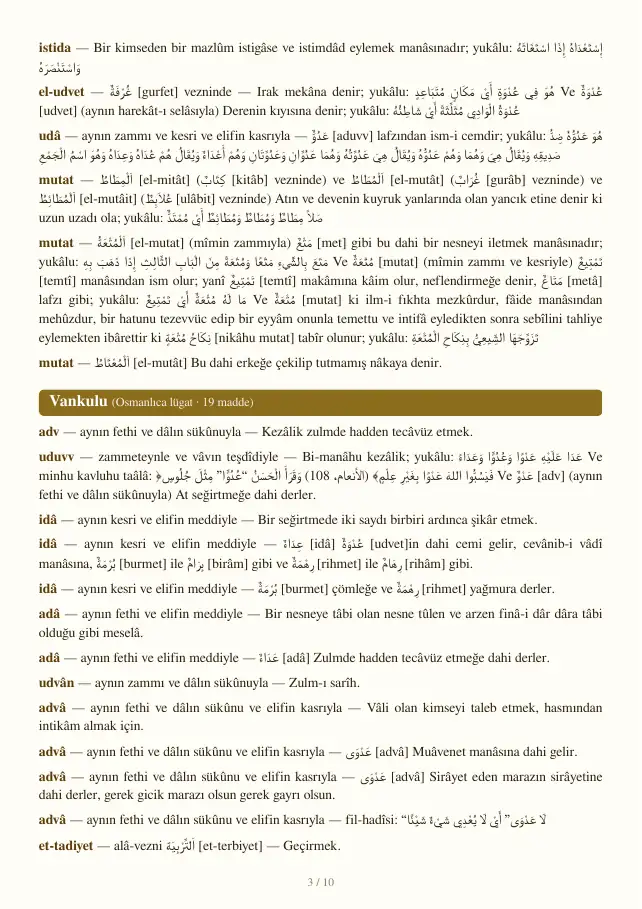 istida — Bir kimseden bir mazlûm istigâse ve istimdâd eylemek manâsınadır; yukâlu: إِسْتَعْدَاهُ إِذَا اسْتَغَاثَهُ
وَاسْتَنْصَرَهُ
el-udvet — غُرْفَةٌ [gurfet] vezninde — Irak mekâna denir; yukâlu: هُوَ فِي عُدْوَةٍ أَيْ مَكَانٍ مُتَبَاعِدٍ Ve عُدْوَةٌ
[udvet] (aynın harekât-ı selâsıyla) Derenin kıyısına denir; yukâlu: عُدْوَةُ الْوَادِي مُثَلَّثَةً أَيْ شَاطِئُهُ
udâ — aynın zammı ve kesri ve elifin kasrıyla — عَدُوٌّ [aduvv] lafzından ism-i cemdir; yukâlu: هُوَ عَدُوُّهُ ضِدُّ
صَدِيقِهِ وَيُقَالُ هِيَ وَهُمَا وَهُمْ عَدُوُّهُ وَيُقَالُ هِيَ عَدُوَّتُهُ وَهُمَا عَدُوَّانِ وَعَدُوَّتَانِ وَهُمْ أَعْدَاؤُهُ وَيُقَالُ هُمْ عُدَاهُ وَعِدَاهُ وَهُوَ اسْمُ الْجَمْعِ
mutat — اَلْمِطَاطُ [el-mitât] (كِتَابٌ [kitâb] vezninde) ve اَلْمُطَاطُ [el-mutât] (غُرَابٌ [gurâb] vezninde) ve
اَلْمُطَائِطُ [el-mutâit] (عُلَابِطٌ [ulâbit] vezninde) Atın ve devenin kuyruk yanlarında olan yancık etine denir ki
uzun uzadı ola; yukâlu: صَلاً مِطَاطٌ وَمُطَاطٌ وَمُطَائِطٌ أَيْ مُمْتَدٌّ
mutat — اَلْمُتْعَةُ [el-mutat] (mîmin zammıyla) مَتْعٌ [met] gibi bu dahi bir nesneyi iletmek manâsınadır;
yukâlu: مَتَعَ بِالشَّيْءِ مَتْعًا وَمُتْعَةً مِنَ الْبَابِ الثَّالِثِ إِذَا ذَهَبَ بِهِ Ve مُتْعَةٌ [mutat] (mîmin zammı ve kesriyle) تَمْتِيعٌ
[temtî] manâsından ism olur; yanî تَمْتِيعٌ [temtî] makâmına kâim olur, neflendirmeğe denir, مَتَاعٌ [metâ]
lafzı gibi; yukâlu: مَا لَهُ مُتْعَةٌ أَيْ تَمْتِيعٌ Ve مُتْعَةٌ [mutat] ki ilm-i fıkhta mezkûrdur, fâide manâsından
mehûzdur, bir hatunu tezevvüc edip bir eyyâm onunla temettu ve intifâ eyledikten sonra sebîlini tahliye
eylemekten ibârettir ki نِكَاحُ مُتْعَةٍ [nikâhu mutat] tabîr olunur; yukâlu: تَزَوَّجَهَا الشِّيعِيُّ بِنِكَاحِ الْمُتْعَةِ
mutat — اَلْمُعْتَاطُ [el-mutât] Bu dahi erkeğe çekilip tutmamış nâkaya denir.
Vankulu (Osmanlıca lügat · 19 madde)
adv — aynın fethi ve dâlın sükûnuyla — Kezâlik zulmde hadden tecâvüz etmek.
uduvv — zammeteynle ve vâvın teşdîdiyle — Bi-manâhu kezâlik; yukâlu: عَدَا عَلَيْهِ عَدْوًا وَعُدُوًّا وَعَدَاءً Ve
minhu kavluhu taâlâ: ﴿فَيَسُبُّوا اللهَ عَدْوًا بِغَيْرِ عِلْمٍ﴾ (الأنعام، 108) وَقَرَأَ الْحَسَنُ “عُدُوًّا” مِثْلَ جُلُوسٍ Ve عَدْوٌ [adv] (aynın
fethi ve dâlın sükûnuyla) At seğirtmeğe dahi derler.
idâ — aynın kesri ve elifin meddiyle — Bir seğirtmede iki saydı birbiri ardınca şikâr etmek.
idâ — aynın kesri ve elifin meddiyle — عِدَاءٌ [idâ] عُدْوَةٌ [udvet]in dahi cemi gelir, cevânib-i vâdî
manâsına, بُرْمَةٌ [burmet] ile بِرَامٌ [birâm] gibi ve رِهْمَةٌ [rihmet] ile رِهَامٌ [rihâm] gibi.
idâ — aynın kesri ve elifin meddiyle — بُرْمَةٌ [burmet] çömleğe ve رِهْمَةٌ [rihmet] yağmura derler.
adâ — aynın fethi ve elifin meddiyle — Bir nesneye tâbi olan nesne tûlen ve arzen finâ-i dâr dâra tâbi
olduğu gibi meselâ.
adâ — aynın fethi ve elifin meddiyle — عَدَاءٌ [adâ] Zulmde hadden tecâvüz etmeğe dahi derler.
udvân — aynın zammı ve dâlın sükûnuyla — Zulm-ı sarîh.
advâ — aynın fethi ve dâlın sükûnu ve elifin kasrıyla — Vâli olan kimseyi taleb etmek, hasmından
intikâm almak için.
advâ — aynın fethi ve dâlın sükûnu ve elifin kasrıyla — عَدْوَى [advâ] Muâvenet manâsına dahi gelir.
advâ — aynın fethi ve dâlın sükûnu ve elifin kasrıyla — عَدْوَى [advâ] Sirâyet eden marazın sirâyetine
dahi derler, gerek gicik marazı olsun gerek gayrı olsun.
advâ — aynın fethi ve dâlın sükûnu ve elifin kasrıyla — fil-hadîsi: “لَا عَدْوَى” أَيْ لَا يُعْدِي شَيْءٌ شَيْئًا
et-tadiyet — alâ-vezni اَلتَّرْبِيَةُ [et-terbiyet] — Geçirmek.
3 / 10